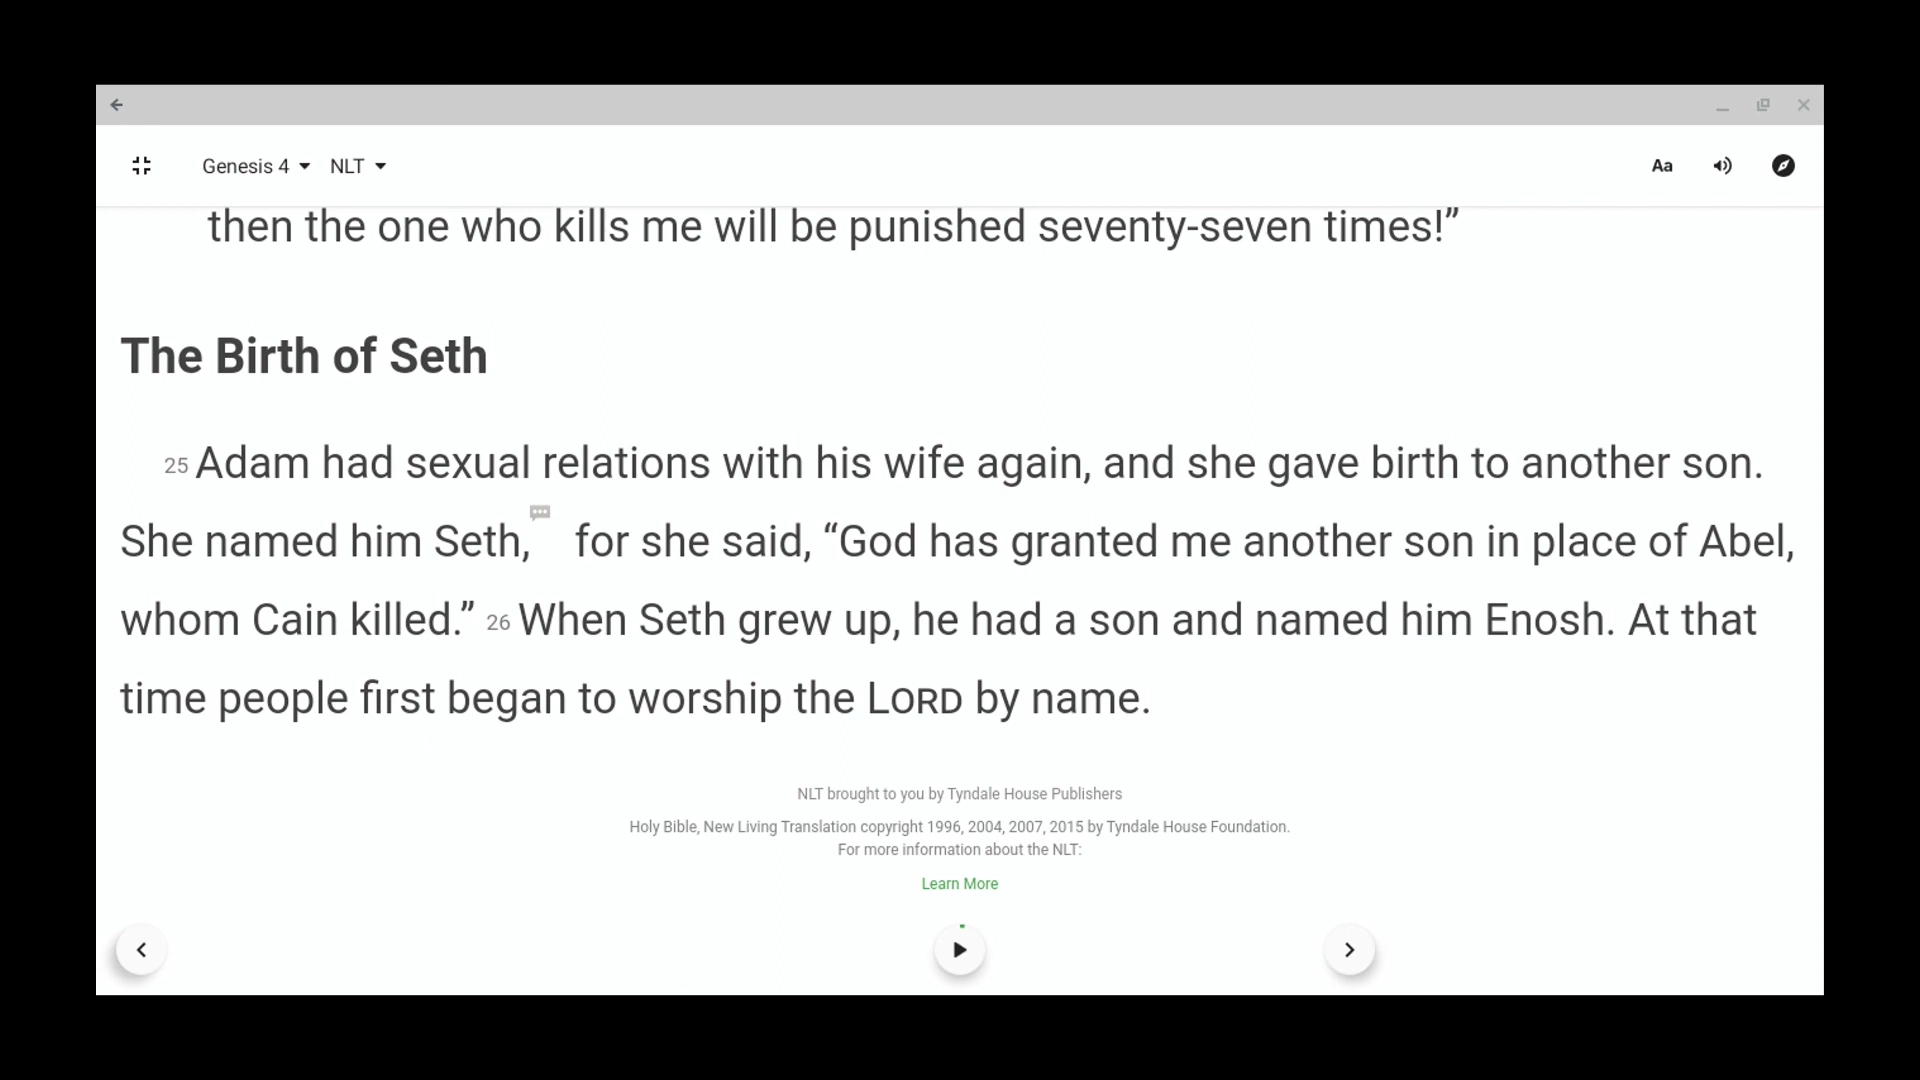 Genesis 4 NLT Aa
then the one who kills me will be punished seventy-seven times!”
The Birth of Seth
25 Adam had sexual relations with his wife again, and she gave birth to another son.
She named him Seth, for she said, “God has granted me another son in place of Abel,
whom Cain killed.” 26 When Seth grew up, he had a son and named him Enosh. At that
time people first began to worship the LORD by name.
NLT brought to you by Tyndale House Publishers
Holy Bible, New Living Translation copyright 1996, 2004, 2007, 2015 by Tyndale House Foundation.
For more information about the NLT:
Learn More